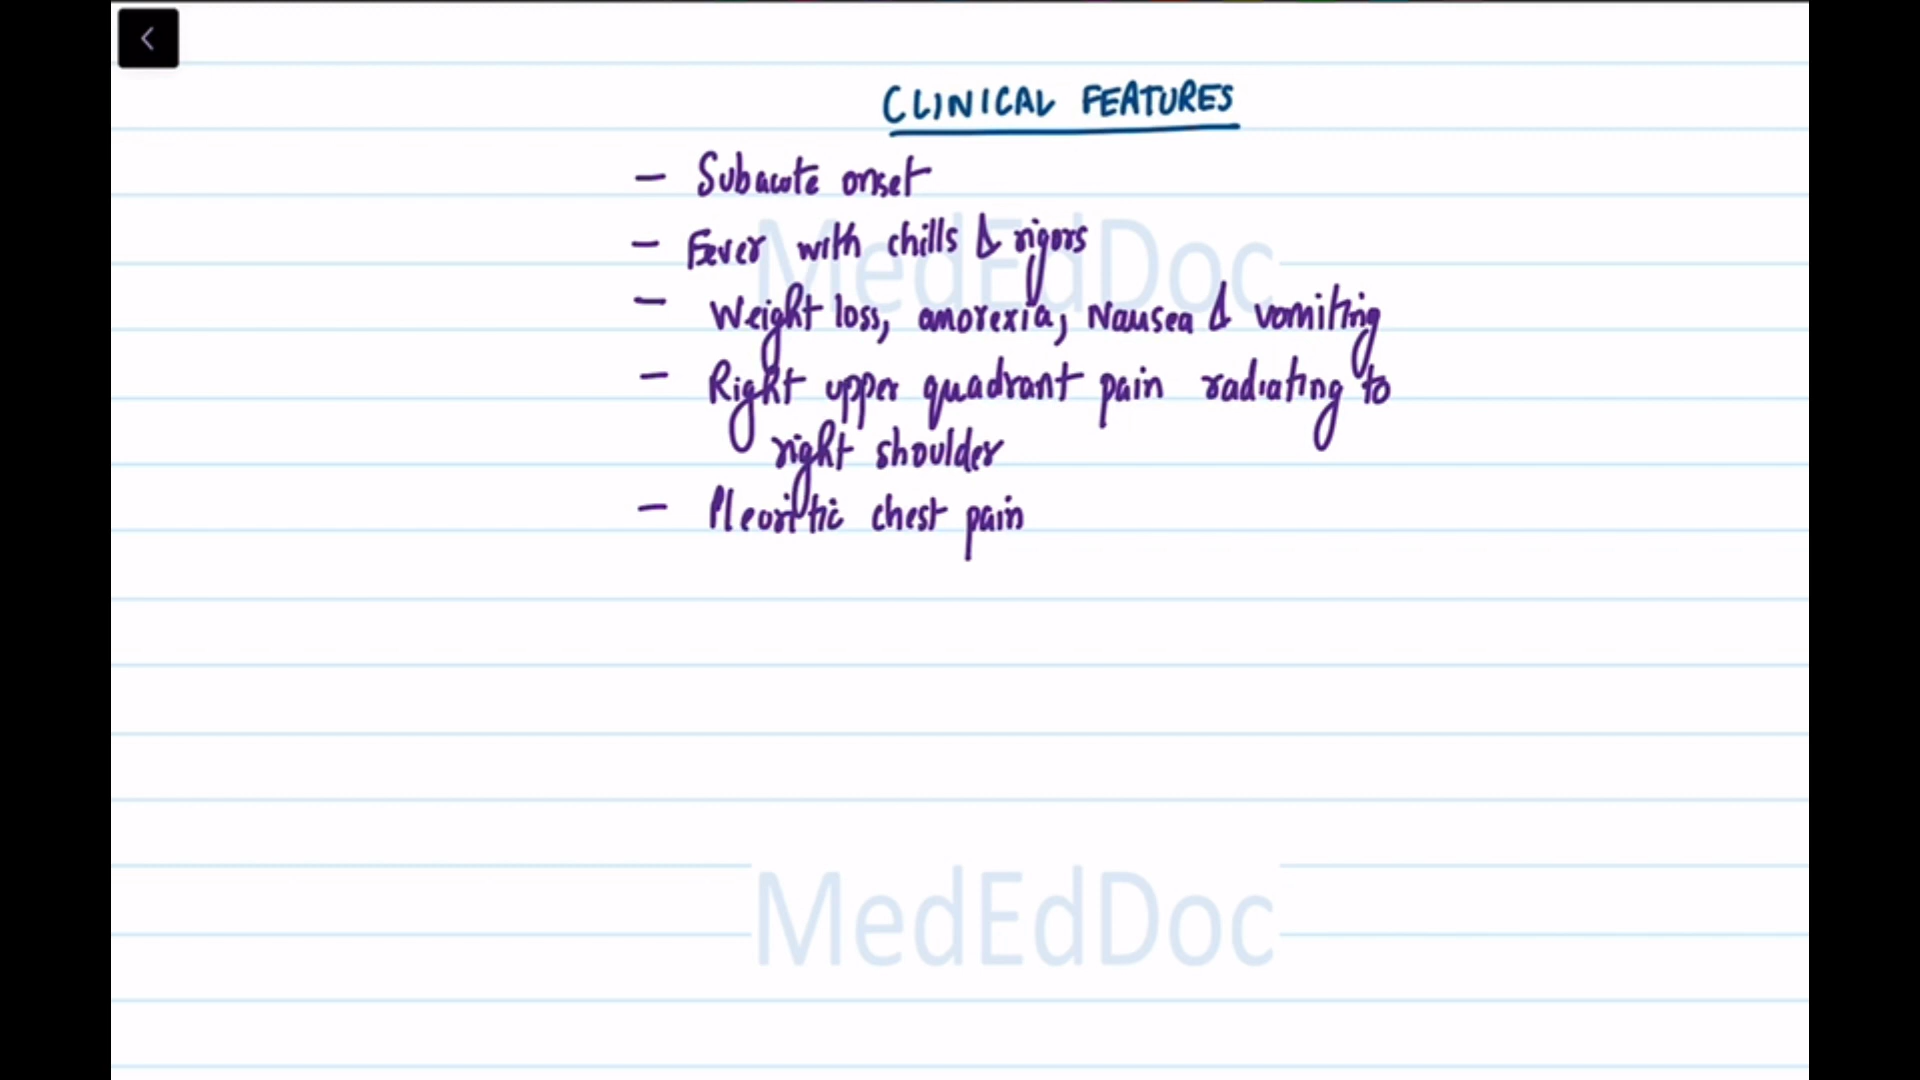 CLINICAL FEATURES
- Subacute onset
- Fever with chills & rigors
- Weight loss, anorexia, Nausea & vomiting
- Right upper quadrant pain radiating to
right shoulder
- Pleuritic chest pain
MedEdDoc
MedEdDoc